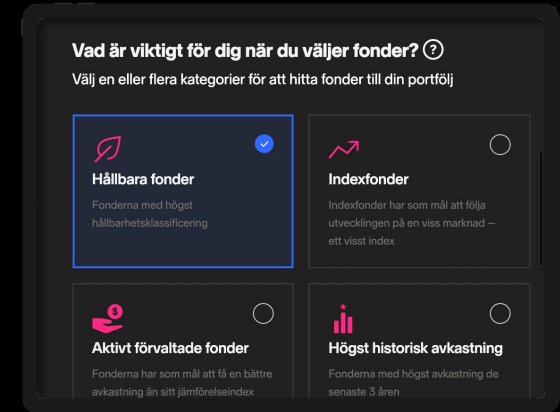 Vad är viktigt för dig när du väljer fonder? ?
Välj en eller flera kategorier för att hitta fonder till din portfölj
Hållbara fonder
Fonderna med högst
hållbarhetsklassificering
Indexfonder
Indexfonder har som mål att följa
utvecklingen på en viss marknad –
ett visst index
$
Aktivt förvaltade fonder
Fonderna har som mål att få en bättre
avkastning än sitt jämförelseindex
Högst historisk avkastning
Fonderna med högst avkastning de
senaste 3 åren